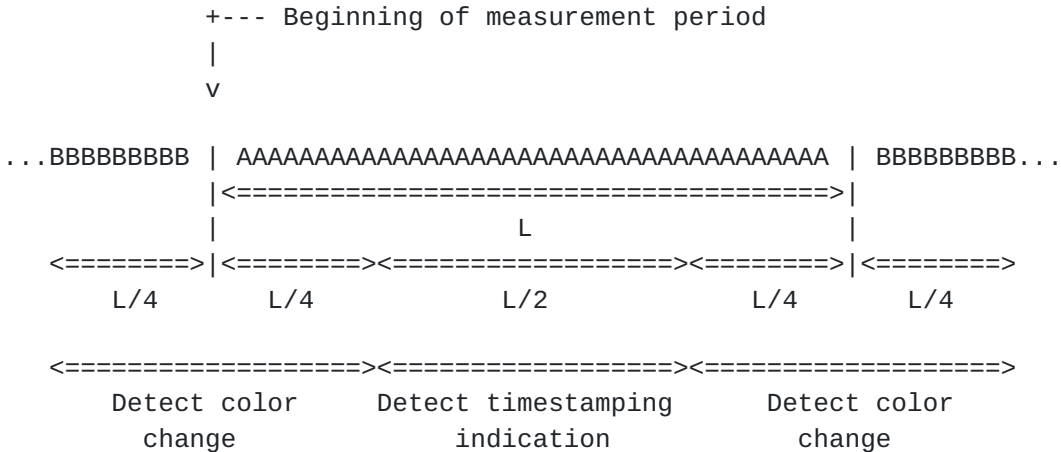 +--- Beginning of measurement period
|
v
...BBBBBBBBB | AAAAAAAAAAAAAAAAAAAAAAAAAAAAAAAAAAAAAA | BBBBBBBBB...
|<======================================>|
| L |
<========>|<========><==================><========>|<========>
L/4 L/4 L/2 L/4 L/4
<===================><==================><===================>
Detect color Detect timestamping Detect color
change indication change